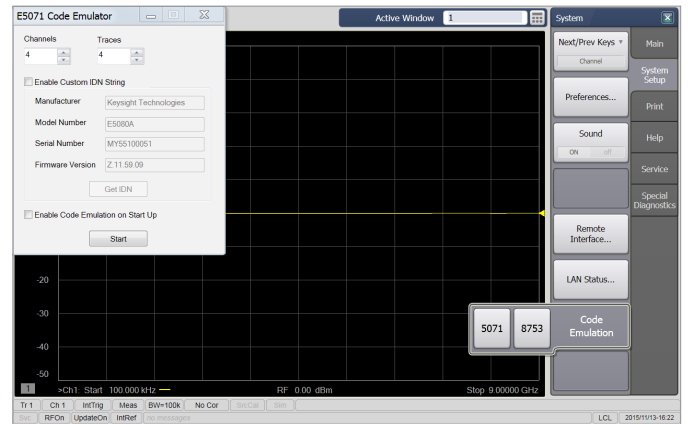 E5071 Code Emulator
Channels Traces
4 4
Enable Custom IDN String
Manufacturer Keysight Technologies
Model Number E5080A
Serial Number MY55100051
Firmware Version Z.11.59.09
Get IDN
Enable Code Emulation on Start Up
Start
Active Window 1
System
Next/Prev Keys
Channel
Preferences...
Sound
ON off
Remote
Interface...
LAN Status...
5071 8753 Code
Emulation
Main
System
Setup
Print
Help
Service
Special
Diagnostics
-20
-30
-40
-50
1 >Ch1: Start 100.000 kHz — RF 0.00 dBm Stop 9.00000 GHz
Tr 1 Ch 1 IntTrig Meas BW=100k No Cor SrcCal Sim
Svc RFOn UpdateOn IntRef no messages LCL 2015/11/13-16:22